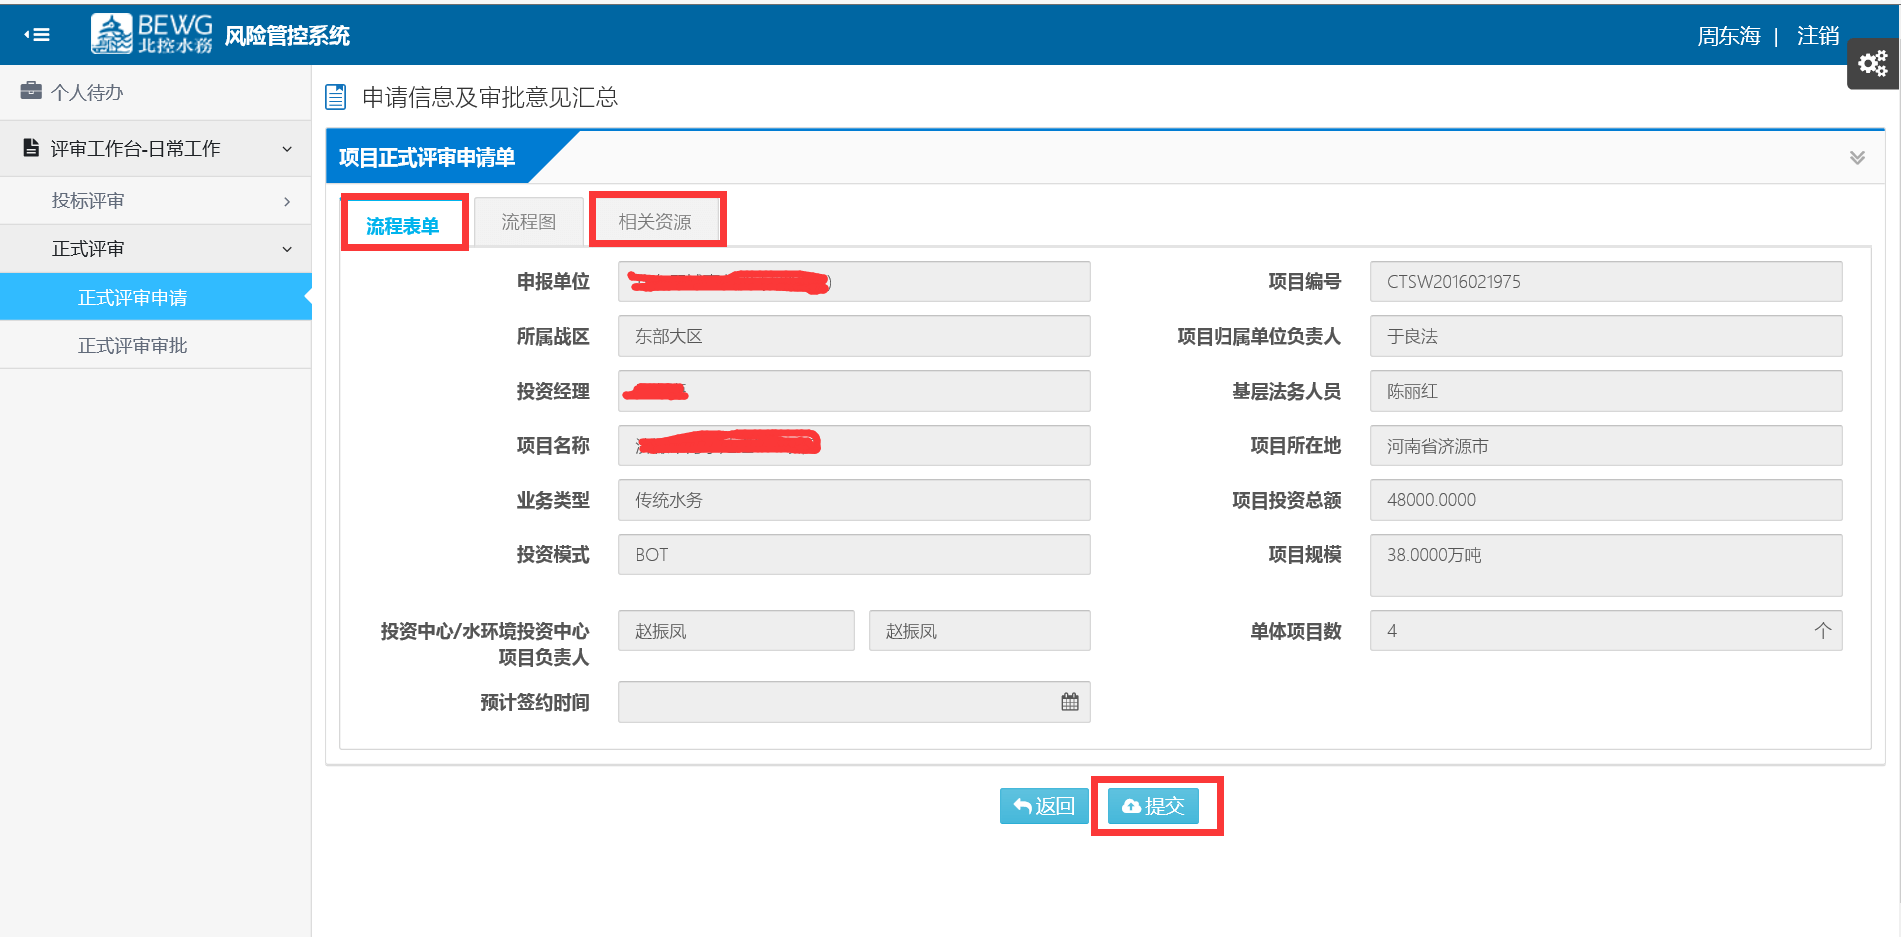 BEWG
北控水務
风险管控系统
周东海 | 注销
个人待办
评审工作台-日常工作
投标评审
正式评审
正式评审申请
正式评审审批
申请信息及审批意见汇总
项目正式评审申请单
流程表单 流程图 相关资源
申报单位
项目编号 CTSW2016021975
所属战区 东部大区
项目归属单位负责人 于良法
投资经理
基层法务人员 陈丽红
项目名称
项目所在地 河南省济源市
业务类型 传统水务
项目投资总额 48000.0000
投资模式 BOT
项目规模 38.0000万吨
投资中心/水环境投资中心
项目负责人
赵振凤 赵振凤
单体项目数 4 个
预计签约时间
返回 提交